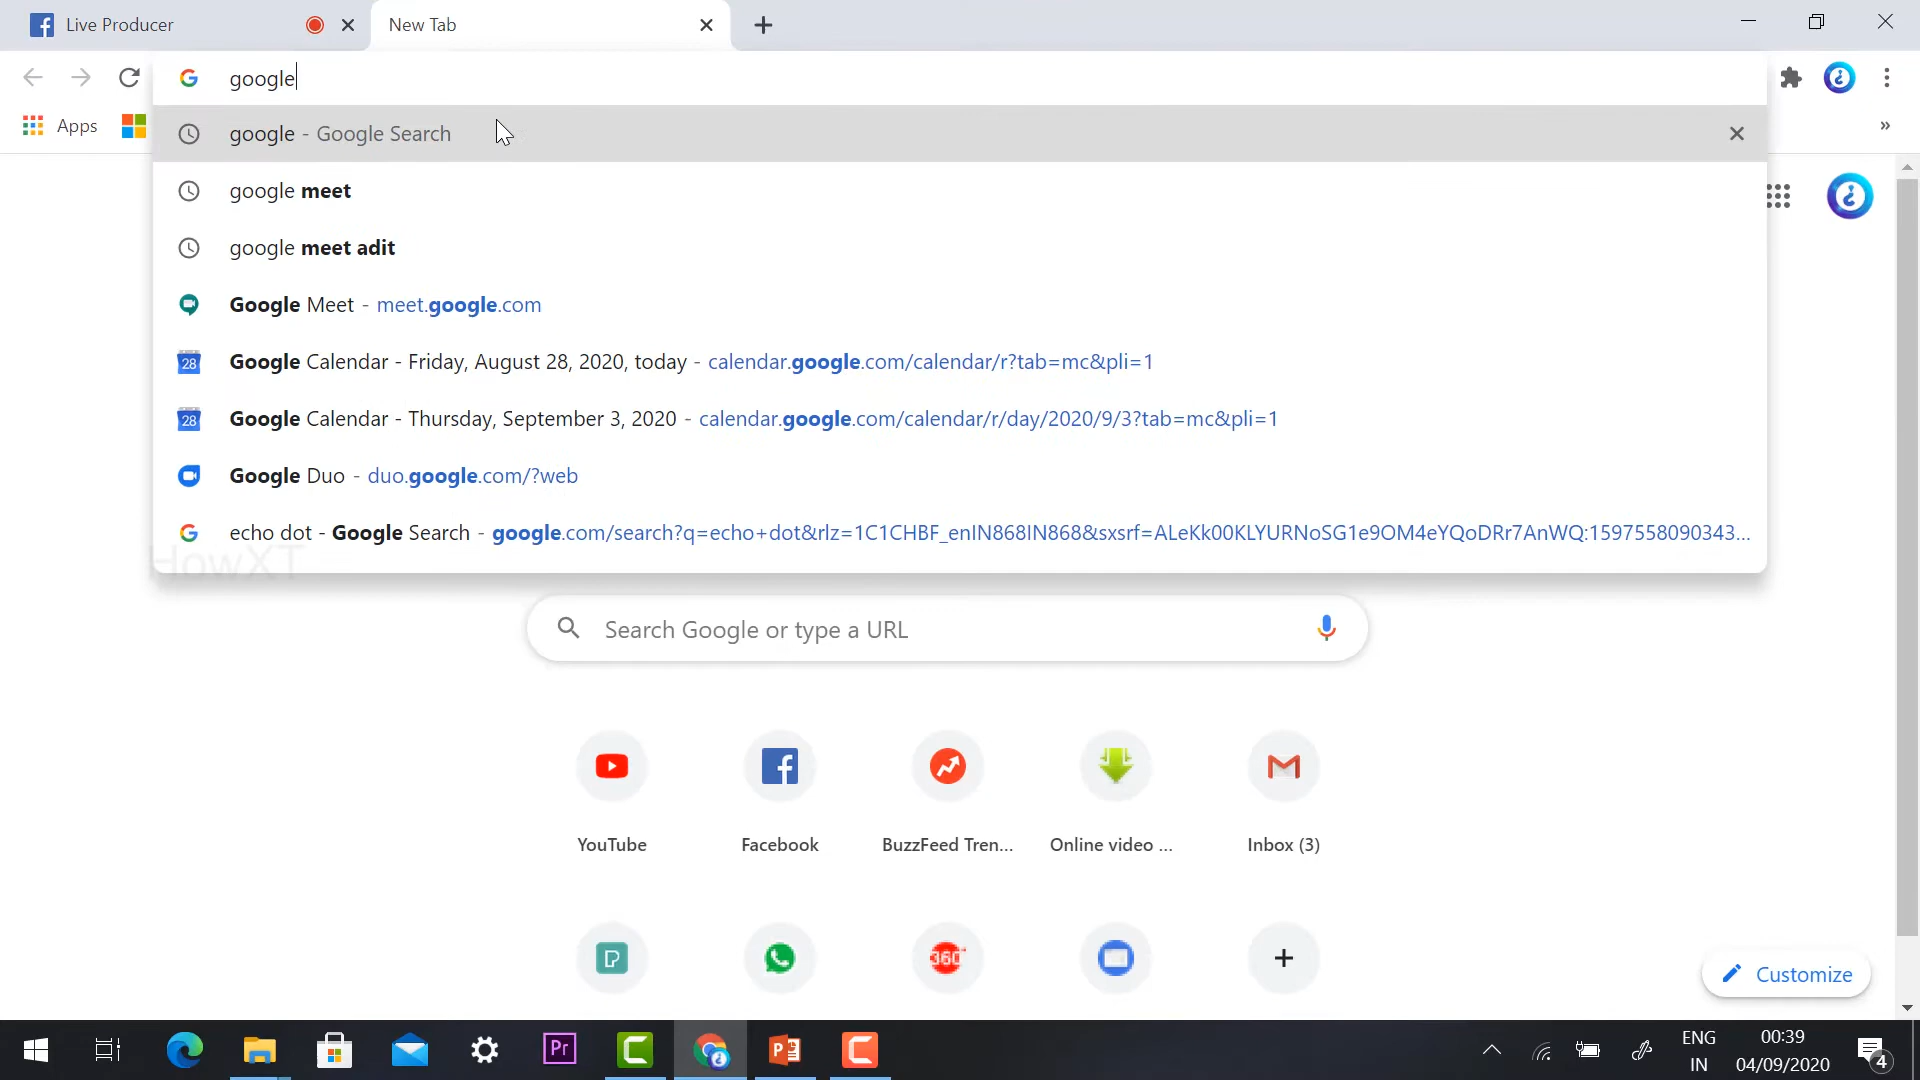 Live Producer
New Tab
google
Apps
google - Google Search
google meet
google meet adit
Google Meet - meet.google.com
Google Calendar - Friday, August 28, 2020, today - calendar.google.com/calendar/r?tab=mc&pli=1
Google Calendar - Thursday, September 3, 2020 - calendar.google.com/calendar/r/day/2020/9/3?tab=mc&pli=1
Google Duo - duo.google.com/?web
echo dot - Google Search - google.com/search?q=echo+dot&rlz=1C1CHBF_enIN868IN868&sxsrf=ALeKk00KLYURNoSG1e9OM4eYQoDRr7AnWQ:1597558090343...
HowXT
Search Google or type a URL
YouTube
Facebook
BuzzFeed Tren...
Online video ...
Inbox (3)
360
Customize
Pr
ENG
IN
00:39
04/09/2020
4